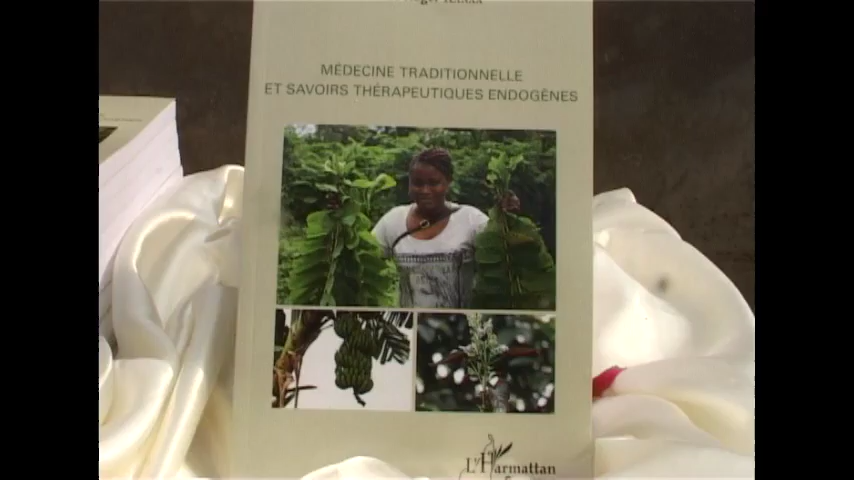 MÉDECINE TRADITIONNELLE
ET SAVOIRS THÉRAPEUTIQUES ENDOGÈNES
L'Harmattan